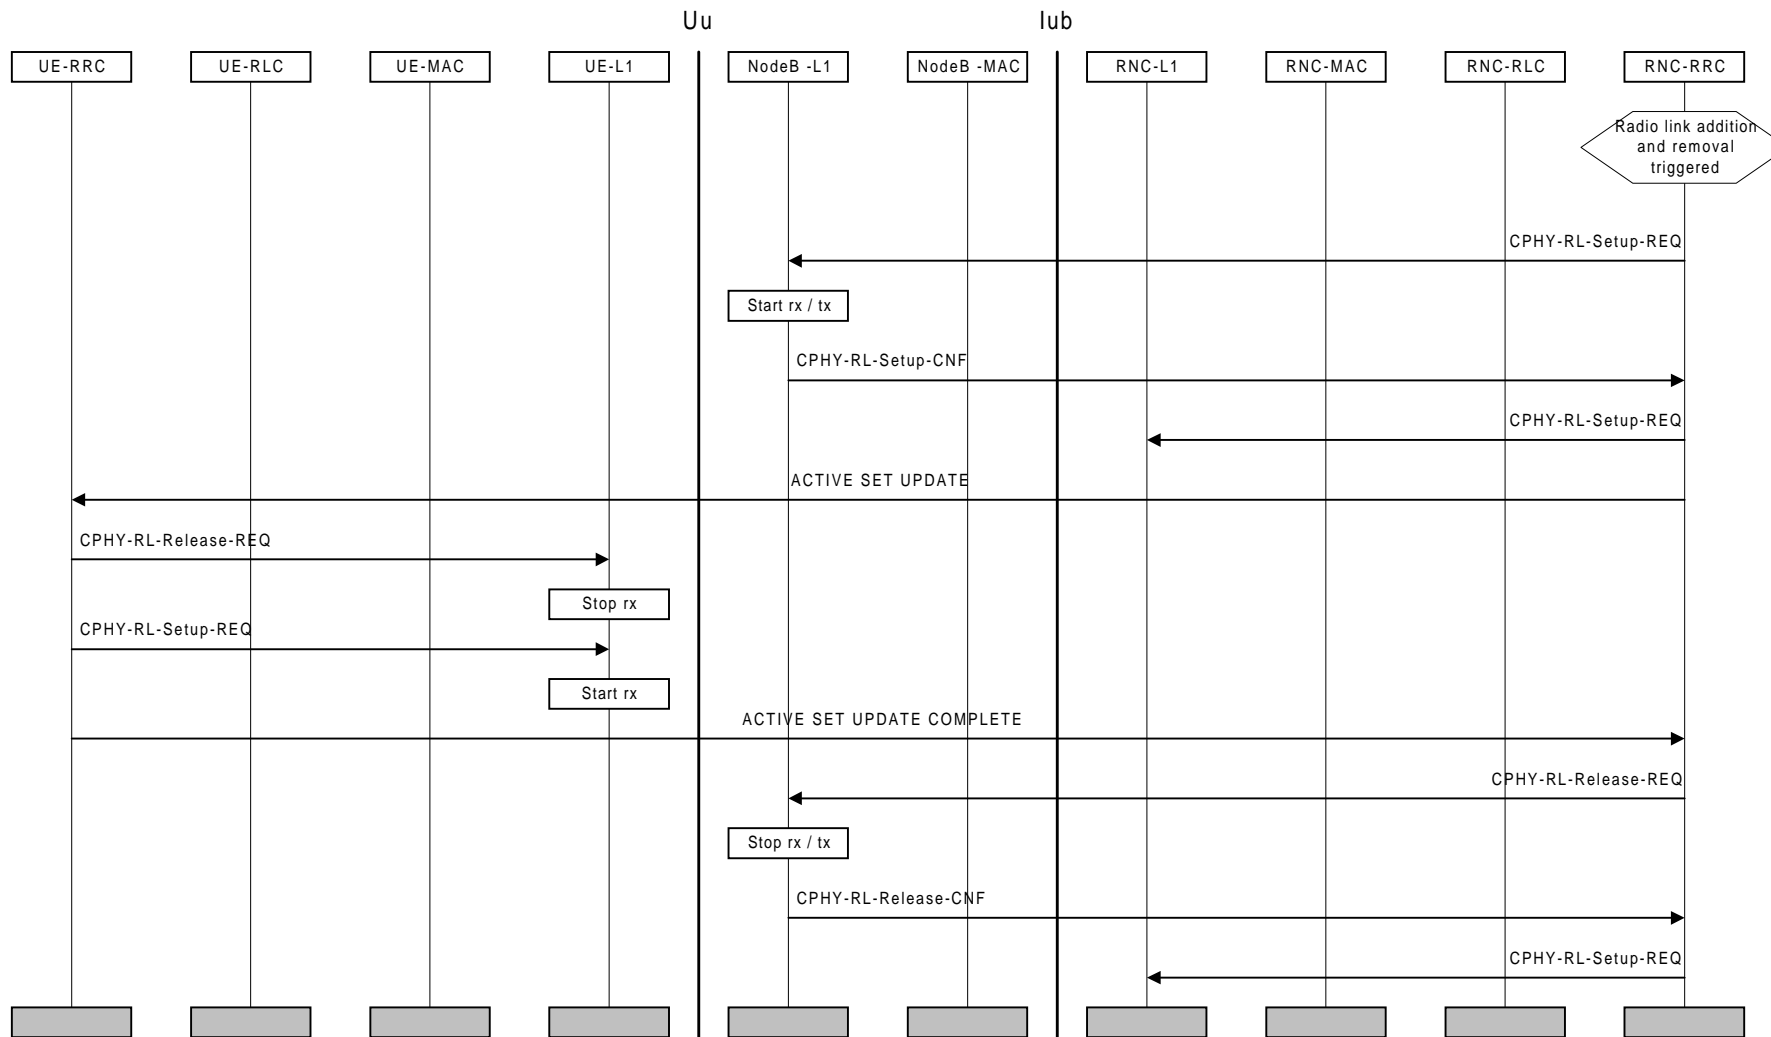 Uu
Iub
UE-RRC
UE-RLC
UE-MAC
UE-L1
NodeB -L1
NodeB -MAC
RNC-L1
RNC-MAC
RNC-RLC
RNC-RRC
Radio link addition
and removal
triggered
CPHY-RL-Setup-REQ
Start rx / tx
CPHY-RL-Setup-CNF
CPHY-RL-Setup-REQ
ACTIVE SET UPDATE
CPHY-RL-Release-REQ
Stop rx
CPHY-RL-Setup-REQ
Start rx
ACTIVE SET UPDATE COMPLETE
CPHY-RL-Release-REQ
Stop rx / tx
CPHY-RL-Release-CNF
CPHY-RL-Setup-REQ